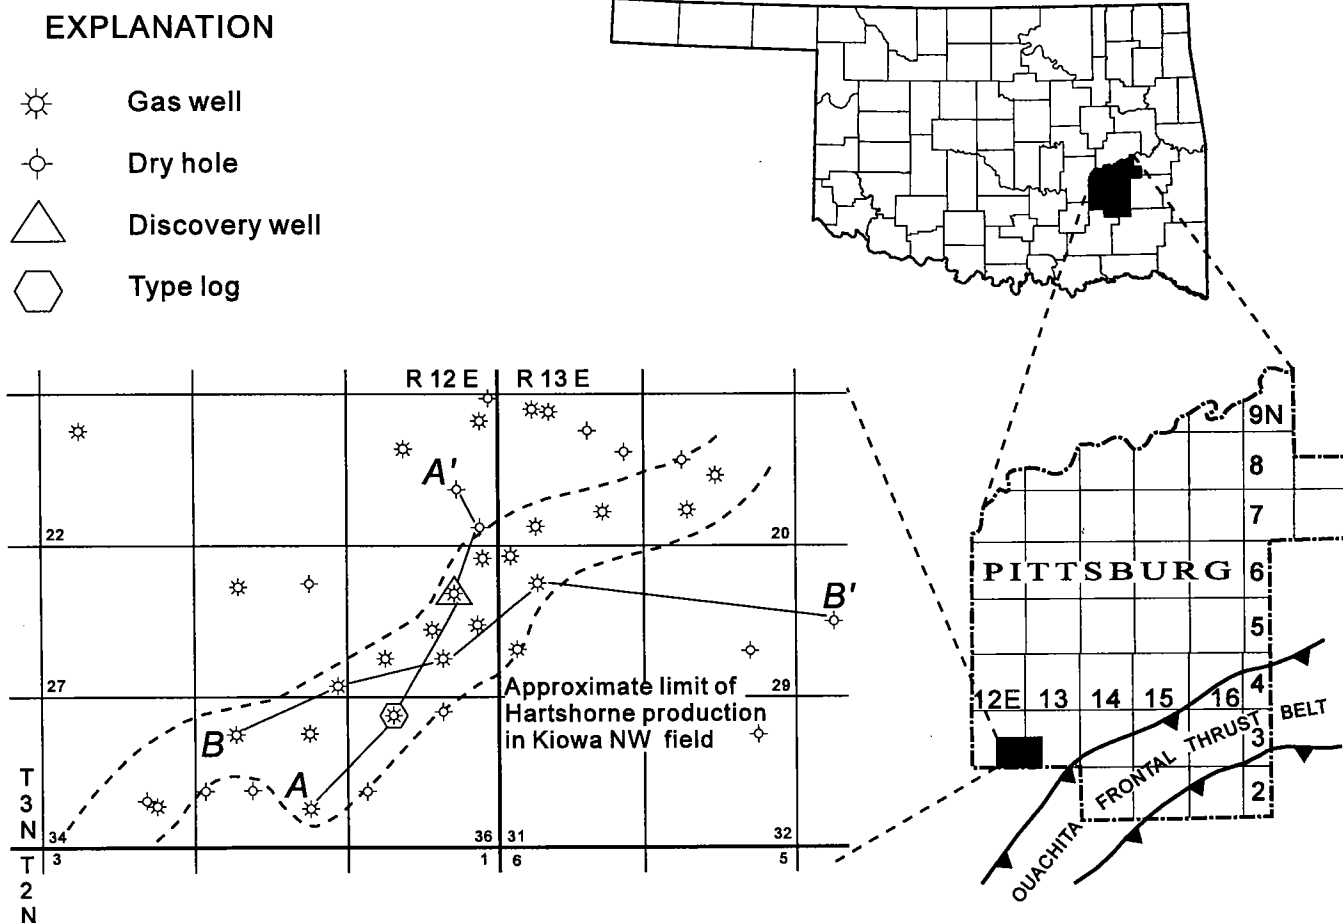 EXPLANATION
Gas well
Dry hole
Discovery well
Type log
R 12 E
R 13 E
A'
22
20
B'
27
29
Approximate limit of
Hartshorne production
in Kiowa NW field
B
A
T
3
N
34
36
31
32
3
1
6
5
T
2
N
9N
8
7
PITTSBURG
6
5
4
12E
13
14
15
16
3
2
OUACHITA FRONTAL THRUST BELT